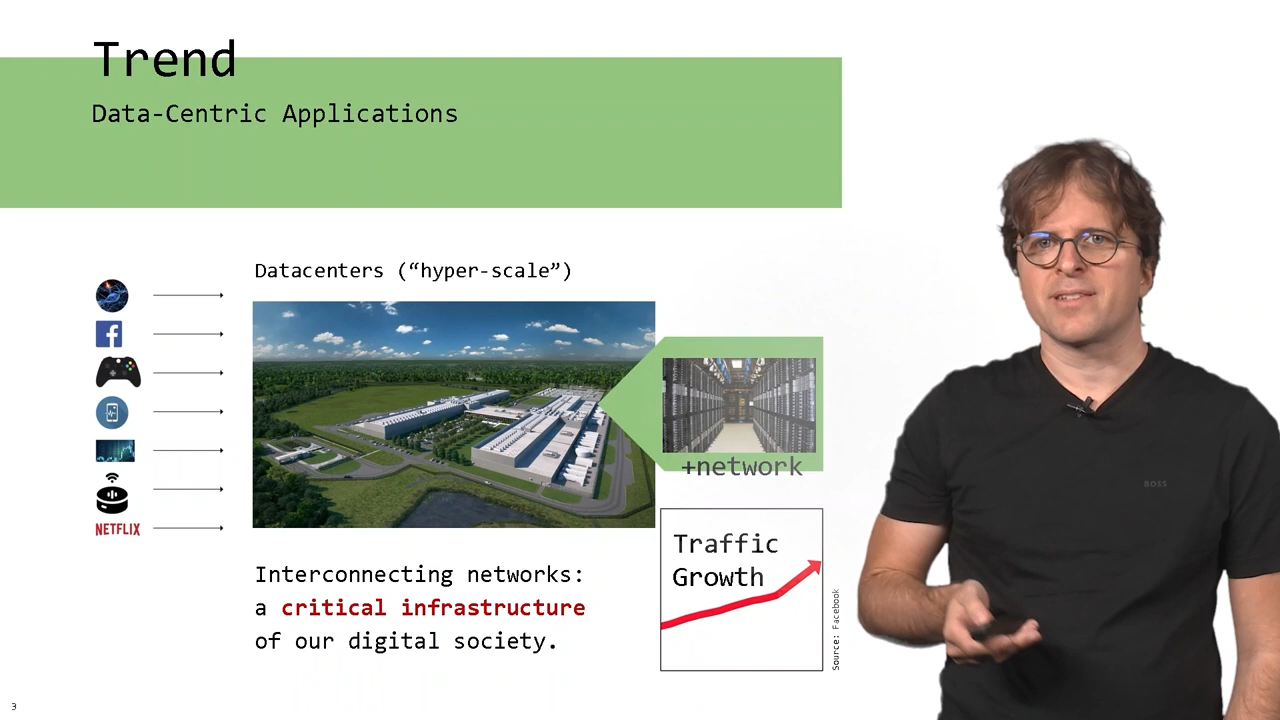 Trend
Data-Centric Applications
Datacenters (“hyper-scale”)
NETFLIX
+network
Traffic
Growth
Interconnecting networks:
a critical infrastructure
of our digital society.
Source: Facebook
BOSS
3